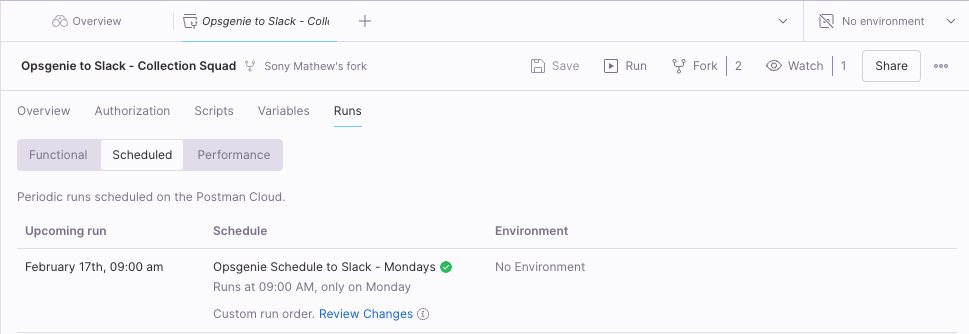 Overview
Opsgenie to Slack - Coll
No environment
Opsgenie to Slack - Collection Squad Sony Mathew's fork
Save Run Fork 2 Watch 1 Share
Overview Authorization Scripts Variables Runs
Functional Scheduled Performance
Periodic runs scheduled on the Postman Cloud.
Upcoming run Schedule Environment
February 17th, 09:00 am Opsgenie Schedule to Slack - Mondays No Environment
Runs at 09:00 AM, only on Monday
Custom run order. Review Changes